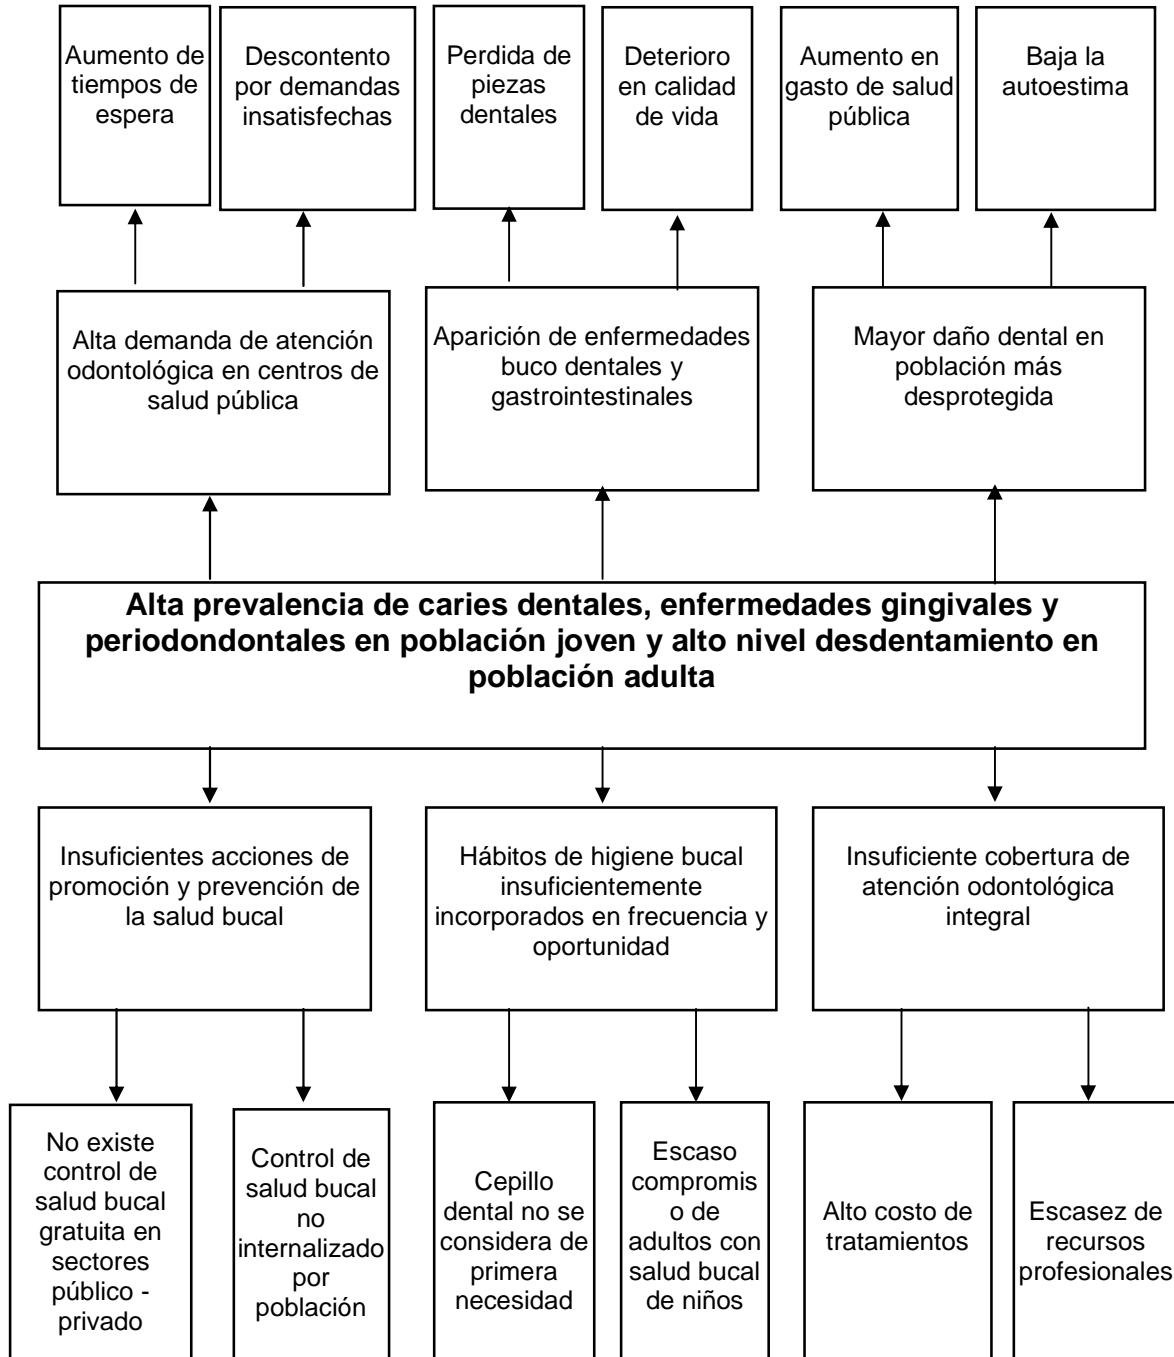 Aumento de
tiempos de
espera
Descontento
por demandas
insatisfechas
Perdida de
piezas
dentales
Deterioro
en calidad
de vida
Aumento en
gasto de salud
pública
Baja la
autoestima
Alta demanda de atención
odontológica en centros de
salud pública
Aparición de enfermedades
buco dentales y
gastrointestinales
Mayor daño dental en
población más
desprotegida
Alta prevalencia de caries dentales, enfermedades gingivales y
periodondontales en población joven y alto nivel desdentamiento en
población adulta
Insuficientes acciones de
promoción y prevención de
la salud bucal
Hábitos de higiene bucal
insuficientemente
incorporados en frecuencia y
oportunidad
Insuficiente cobertura de
atención odontológica
integral
No existe
control de
salud bucal
gratuita en
sectores
público -
privado
Control de
salud bucal
no
internalizado
por
población
Cepillo
dental no se
considera de
primera
necesidad
Escaso
compromis
o de
adultos con
salud bucal
de niños
Alto costo de
tratamientos
Escasez de
recursos
profesionales